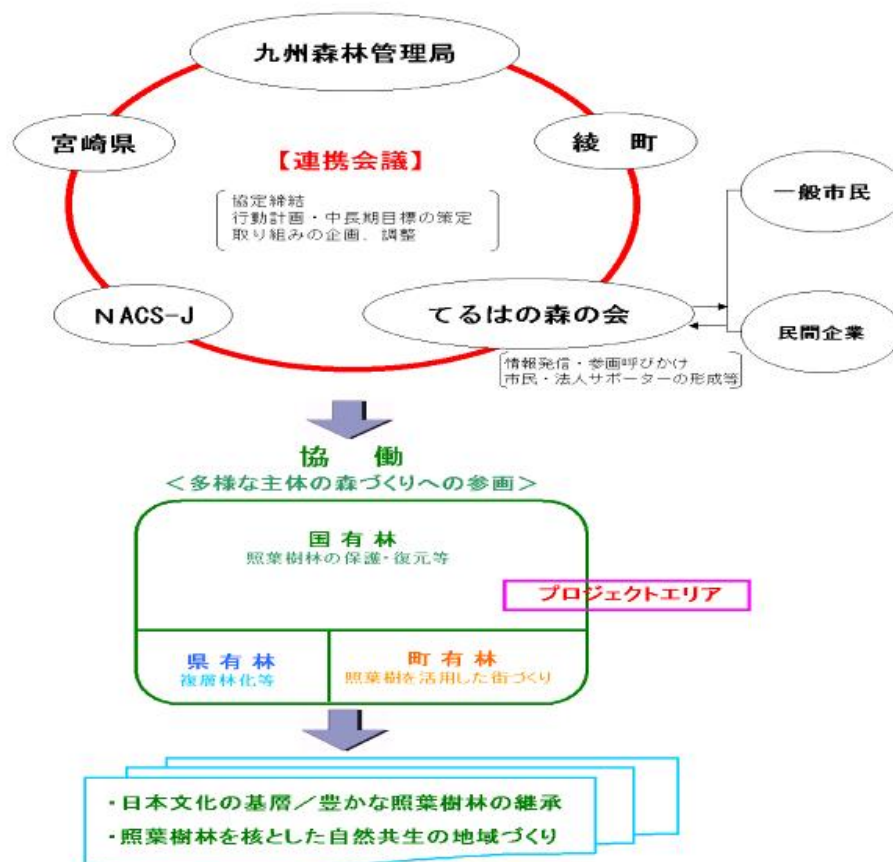 九州森林管理局
宮崎県
綾 町
【連携会議】
一般市民
協定締結
行動計画・中長期目標の策定
取り組みの企画、調整
NACS-J
てるはの森の会
民間企業
情報発信・参画呼びかけ
市民・法人サポーターの形成等
協 働
＜多様な主体の森づくりへの参画＞
国有林
照葉樹林の保護・復元等
プロジェクトエリア
県有林
複層林化等
町有林
照葉樹を活用した街づくり
・日本文化の基層／豊かな照葉樹林の継承
・照葉樹林を核とした自然共生の地域づくり